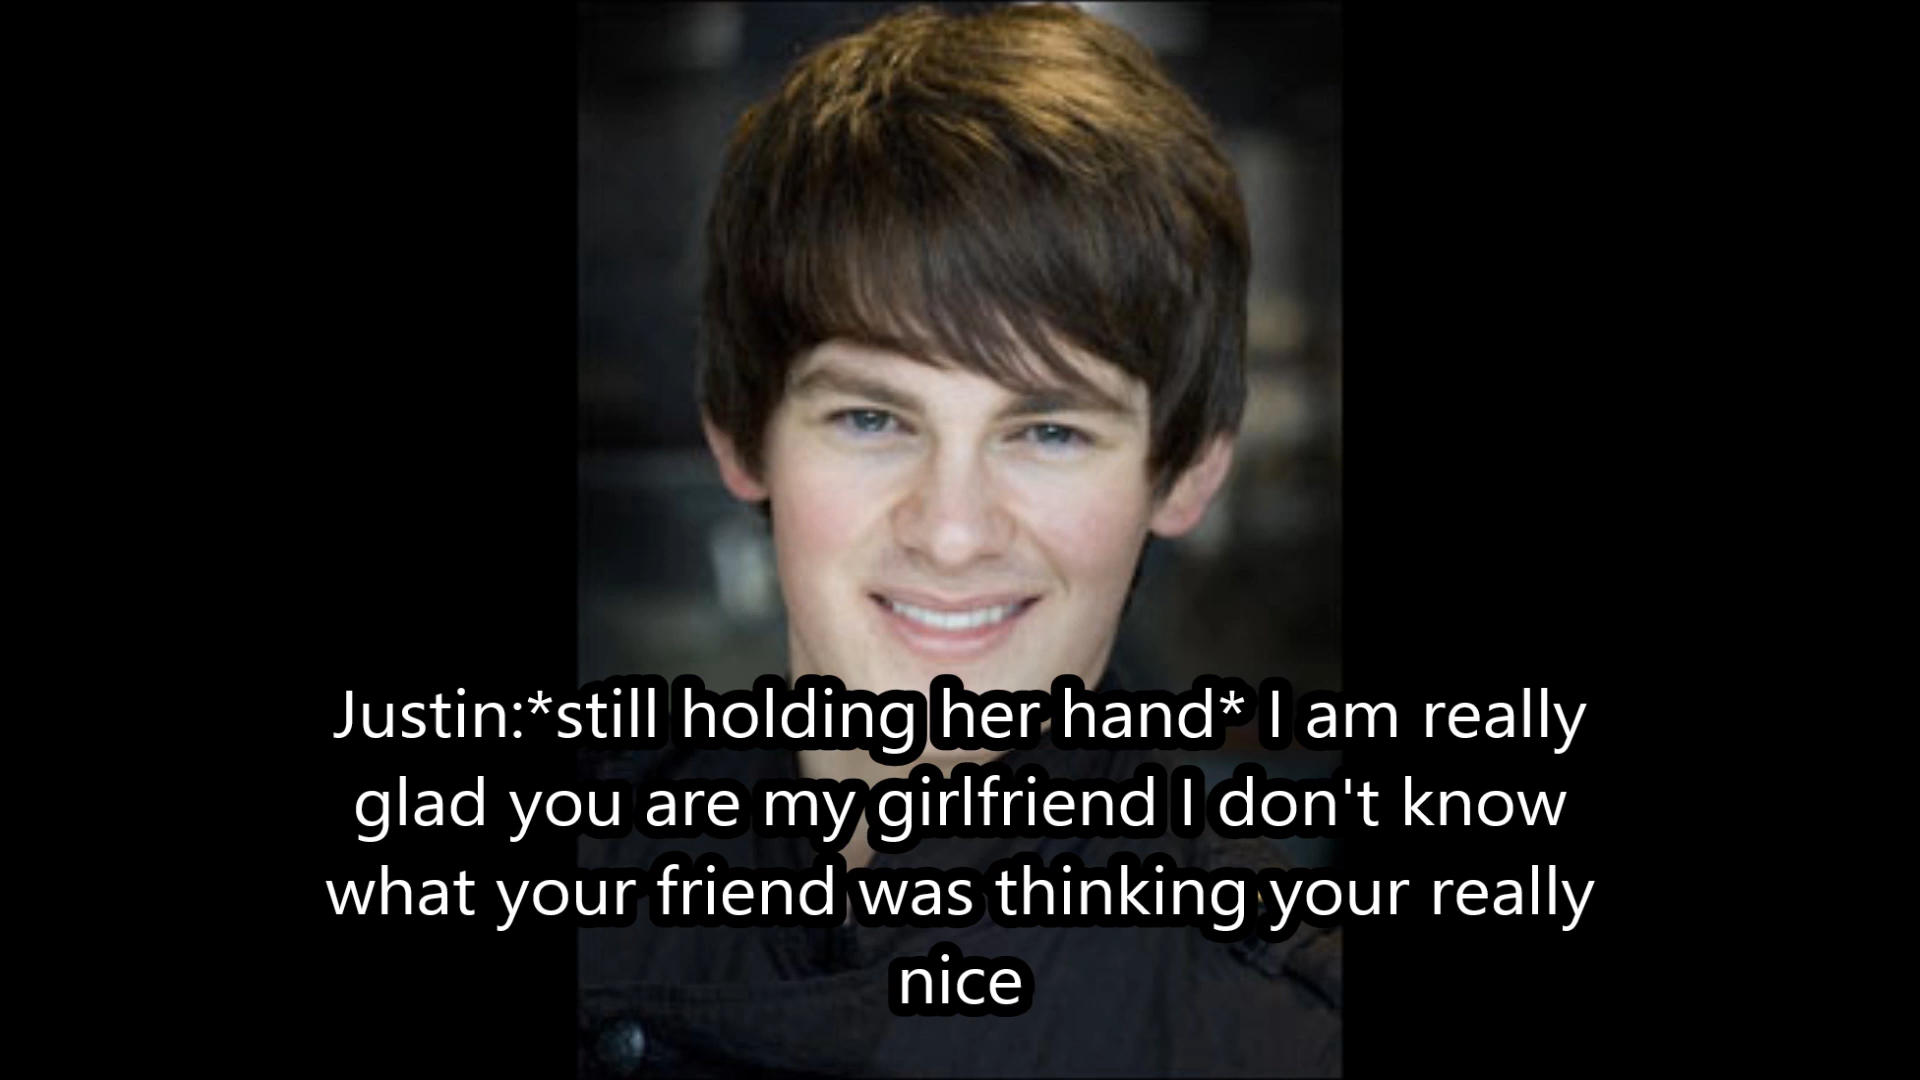 Justin:*still holding her hand* I am really
glad you are my girlfriend I don't know
what your friend was thinking your really
nice